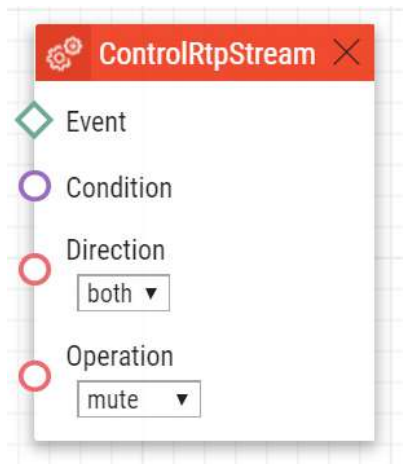 ControlRtpStream
Event
Condition
Direction
both
Operation
mute